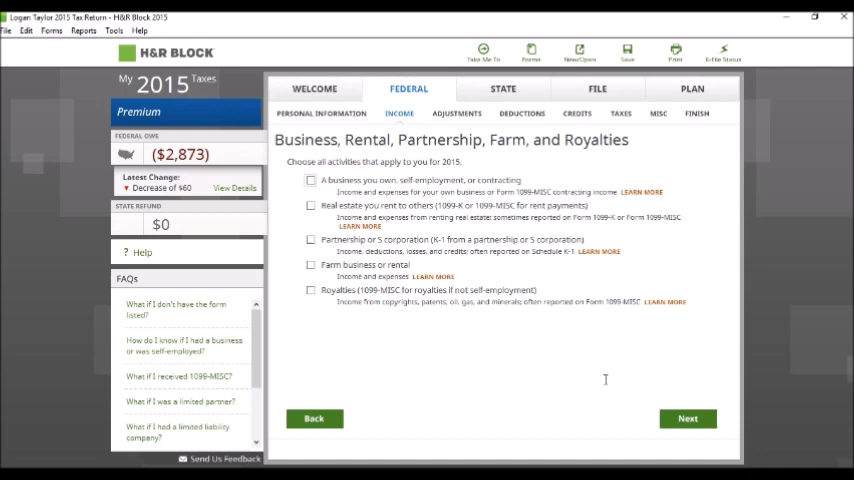 Logan Taylor 2015 Tax Return - H&R Block 2015
File Edit Forms Reports Tools Help
H&R BLOCK
Take Me To Forms New/Open Save Print E-File Status
My 2015 Taxes
Premium
FEDERAL OWE
($2,873)
Latest Change:
Decrease of $60 View Details
STATE REFUND
$0
? Help
FAQs
What if I don't have the form
listed?
How do I know if I had a business
or was self-employed?
What if I received 1099-MISC?
What if I was a limited partner?
What if I had a limited liability
company?
Send Us Feedback
WELCOME FEDERAL STATE FILE PLAN
PERSONAL INFORMATION INCOME ADJUSTMENTS DEDUCTIONS CREDITS TAXES MISC FINISH
Business, Rental, Partnership, Farm, and Royalties
Choose all activities that apply to you for 2015.
A business you own, self-employment, or contracting
Income and expenses for your own business or Form 1099-MISC contracting income LEARN MORE
Real estate you rent to others (1099-K or 1099-MISC for rent payments)
Income and expenses from renting real estate; sometimes reported on Form 1099-K or Form 1099-MISC
LEARN MORE
Partnership or S corporation (K-1 from a partnership or S corporation)
Income, deductions, losses, and credits; often reported on Schedule K-1 LEARN MORE
Farm business or rental
Income and expenses LEARN MORE
Royalties (1099-MISC for royalties if not self-employment)
Income from copyrights, patents, oil, gas, and minerals; often reported on Form 1099-MISC LEARN MORE
Back Next